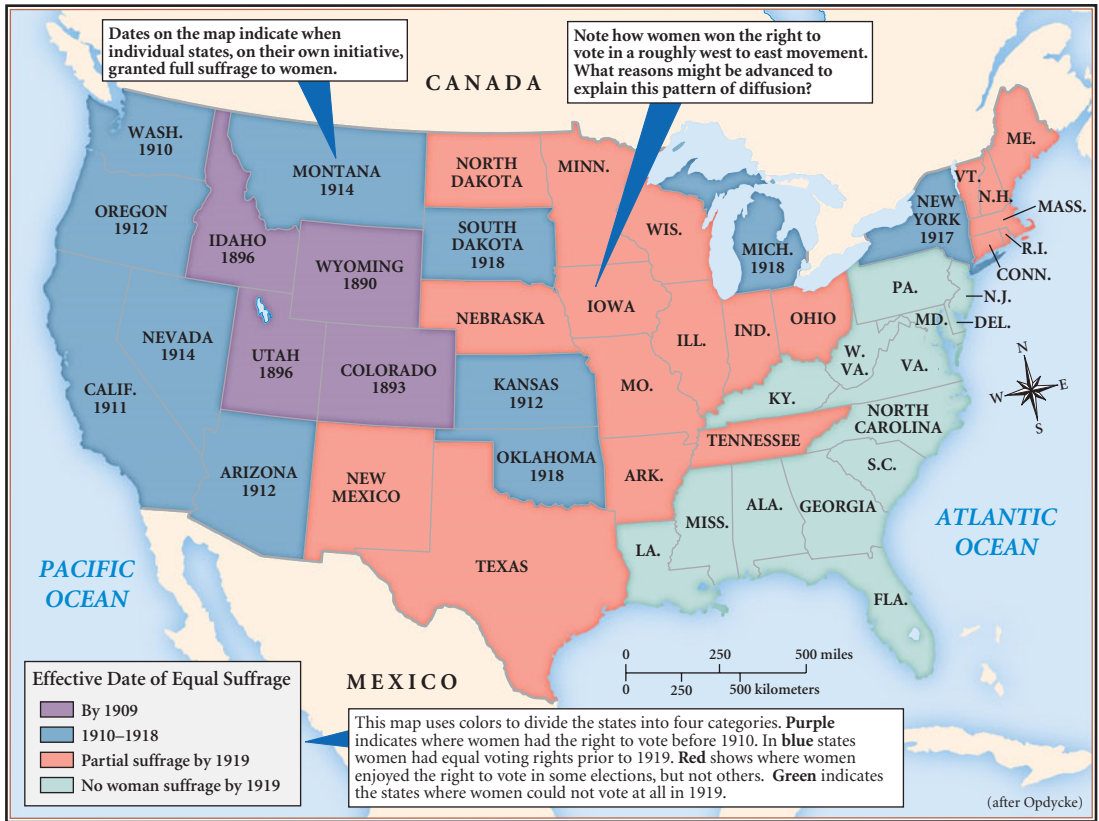 Dates on the map indicate when
individual states, on their own initiative,
granted full suffrage to women.
Note how women won the right to
vote in a roughly west to east movement.
What reasons might be advanced to
explain this pattern of diffusion?
CANADA
WASH.
1910
MONTANA
1914
NORTH
DAKOTA
MINN.
ME.
VT.
N.H.
MASS.
OREGON
1912
IDAHO
1896
WYOMING
1890
SOUTH
DAKOTA
1918
WIS.
MICH.
1918
NEW
YORK
1917
R.I.
CONN.
NEVADA
1914
UTAH
1896
COLORADO
1893
NEBRASKA
IOWA
ILL.
IND.
OHIO
PA.
N.J.
MD.
DEL.
CALIF.
1911
KANSAS
1912
MO.
KY.
W.
VA.
VA.
N
W
E
S
ARIZONA
1912
NEW
MEXICO
OKLAHOMA
1918
ARK.
TENNESSEE
NORTH
CAROLINA
S.C.
TEXAS
LA.
MISS.
ALA.
GEORGIA
FLA.
PACIFIC
OCEAN
ATLANTIC
OCEAN
MEXICO
0 250 500 miles
0 250 500 kilometers
Effective Date of Equal Suffrage
By 1909
1910–1918
Partial suffrage by 1919
No woman suffrage by 1919
This map uses colors to divide the states into four categories. Purple
indicates where women had the right to vote before 1910. In blue states
women had equal voting rights prior to 1919. Red shows where women
enjoyed the right to vote in some elections, but not others. Green indicates
the states where women could not vote at all in 1919.
(after Opdycke)